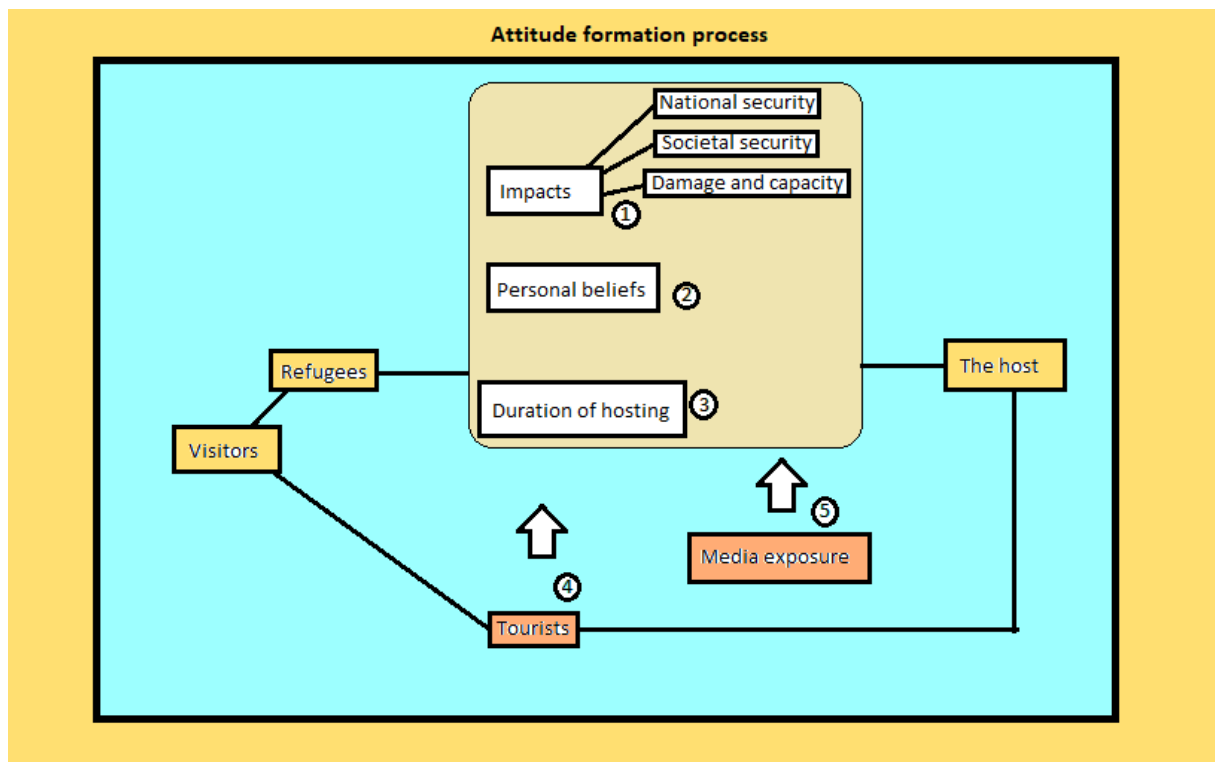 Attitude formation process
National security
Societal security
Damage and capacity
Impacts
1
Personal beliefs
2
Refugees
The host
Duration of hosting
3
Visitors
5
Media exposure
4
Tourists